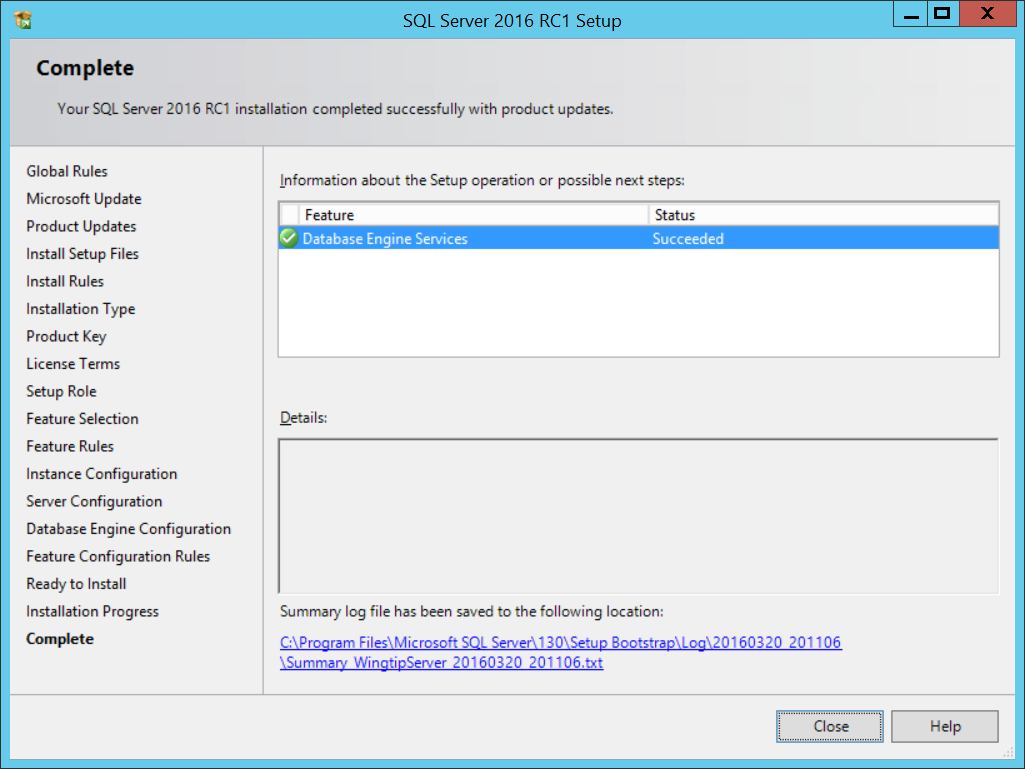 SQL Server 2016 RC1 Setup
Complete
Your SQL Server 2016 RC1 installation completed successfully with product updates.
Global Rules
Microsoft Update
Product Updates
Install Setup Files
Install Rules
Installation Type
Product Key
License Terms
Setup Role
Feature Selection
Feature Rules
Instance Configuration
Server Configuration
Database Engine Configuration
Feature Configuration Rules
Ready to Install
Installation Progress
Complete
Information about the Setup operation or possible next steps:
Feature Status
Database Engine Services Succeeded
Details:
Summary log file has been saved to the following location:
C:\Program Files\Microsoft SQL Server\130\Setup Bootstrap\Log\20160320_201106
\Summary_WingtipServer_20160320_201106.txt
Close Help